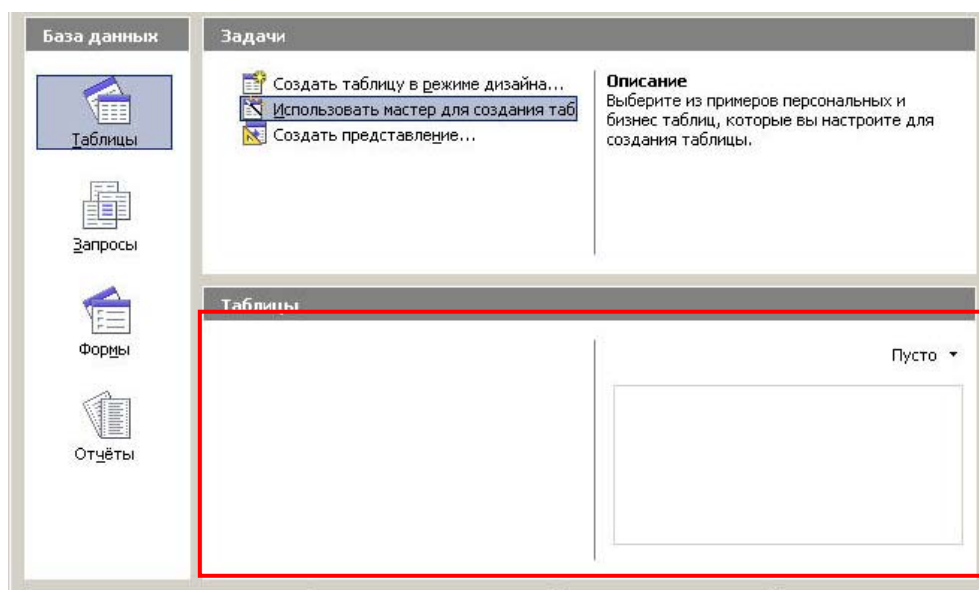 База данных
Таблицы
Запросы
Формы
Отчёты
Задачи
Создать таблицу в режиме дизайна...
Использовать мастер для создания таб
Создать представление...
Описание
Выберите из примеров персональных и
бизнес таблиц, которые вы настроите для
создания таблицы.
Таблицы
Пусто